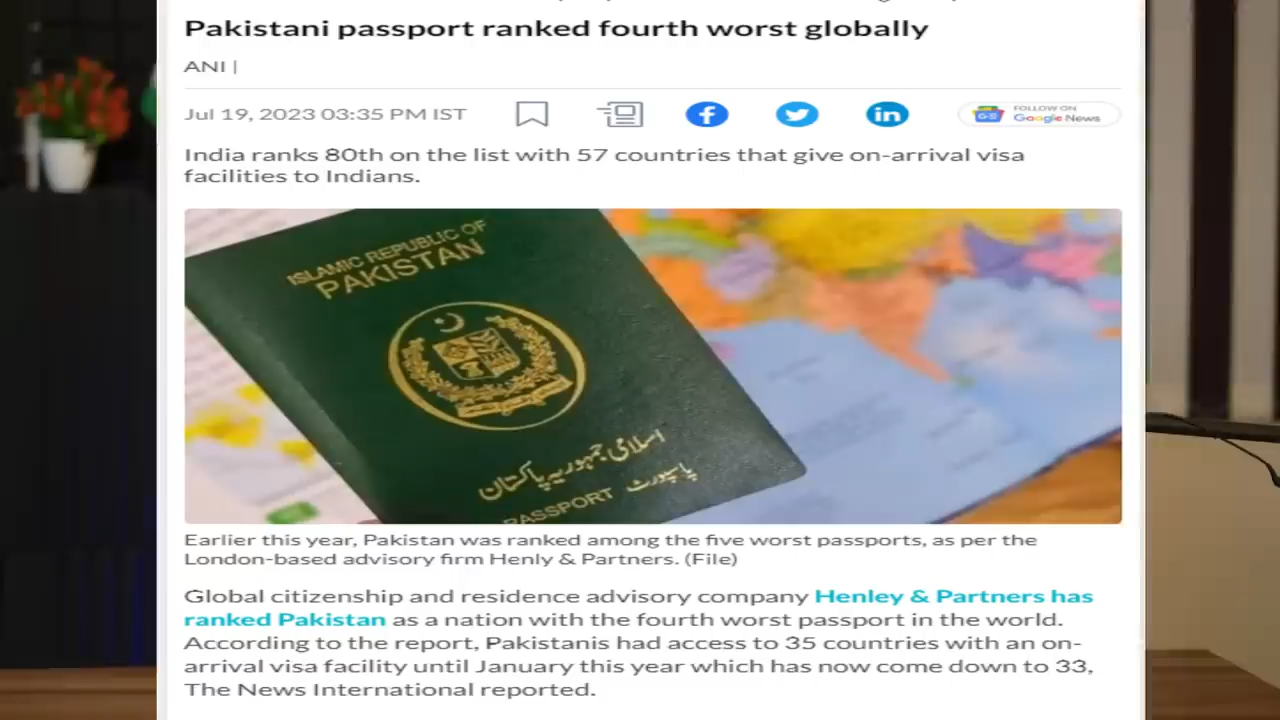 Pakistani passport ranked fourth worst globally
ANI |
Jul 19, 2023 03:35 PM IST
FOLLOW ON
Google News
India ranks 80th on the list with 57 countries that give on-arrival visa
facilities to Indians.
ISLAMIC REPUBLIC OF
PAKISTAN
اسلامی جمہوریہ پاکستان
پاسپورٹ
PASSPORT
Earlier this year, Pakistan was ranked among the five worst passports, as per the
London-based advisory firm Henly & Partners. (File)
Global citizenship and residence advisory company Henley & Partners has
ranked Pakistan as a nation with the fourth worst passport in the world.
According to the report, Pakistanis had access to 35 countries with an on-
arrival visa facility until January this year which has now come down to 33,
The News International reported.